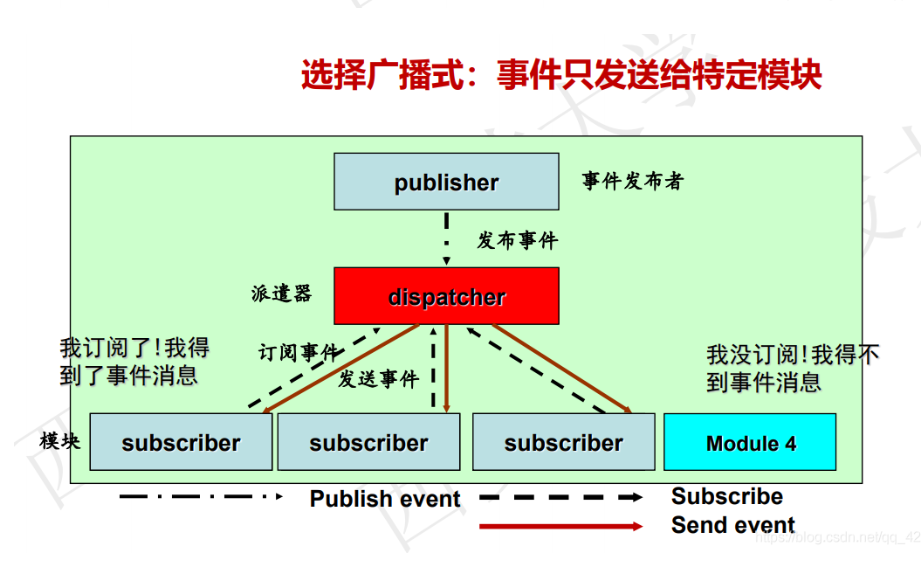 选择广播式：事件只发送给特定模块
publisher
事件发布者
发布事件
派遣器
dispatcher
我订阅了！我得
到了事件消息
订阅事件
发送事件
我没订阅！我得不
到事件消息
模块
subscriber
subscriber
subscriber
Module 4
Publish event
Subscribe
Send event
https://blog.csdn.net/qq_42